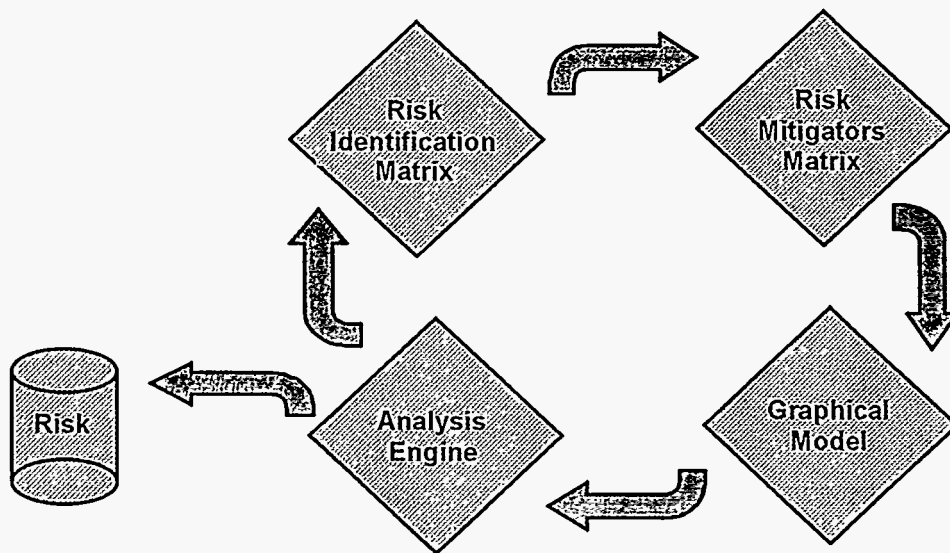 Risk
Identification
Matrix
Risk
Mitigators
Matrix
Risk
Analysis
Engine
Graphical
Model